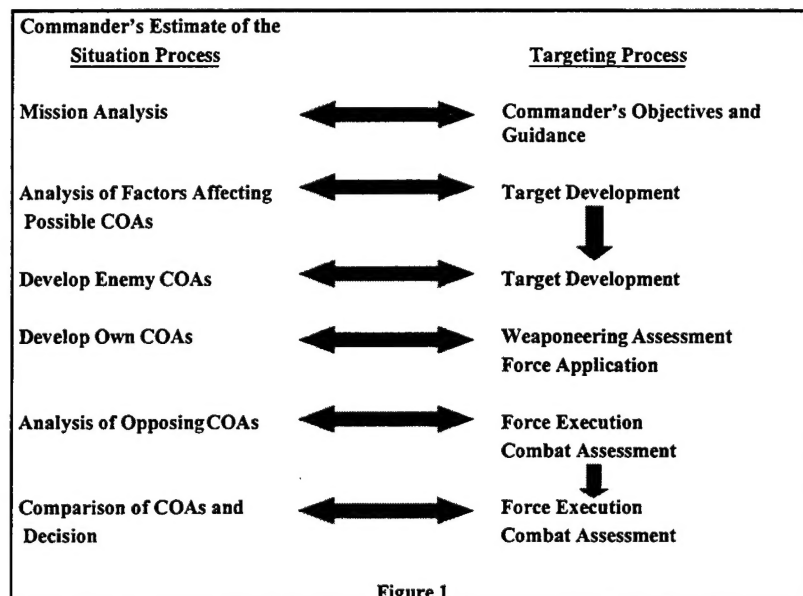 Commander's Estimate of the
Situation Process
Targeting Process
Mission Analysis
Commander's Objectives and
Guidance
Analysis of Factors Affecting
Possible COAs
Target Development
Develop Enemy COAs
Target Development
Develop Own COAs
Weaponeering Assessment
Force Application
Analysis of Opposing COAs
Force Execution
Combat Assessment
Comparison of COAs and
Decision
Force Execution
Combat Assessment
Figure 1